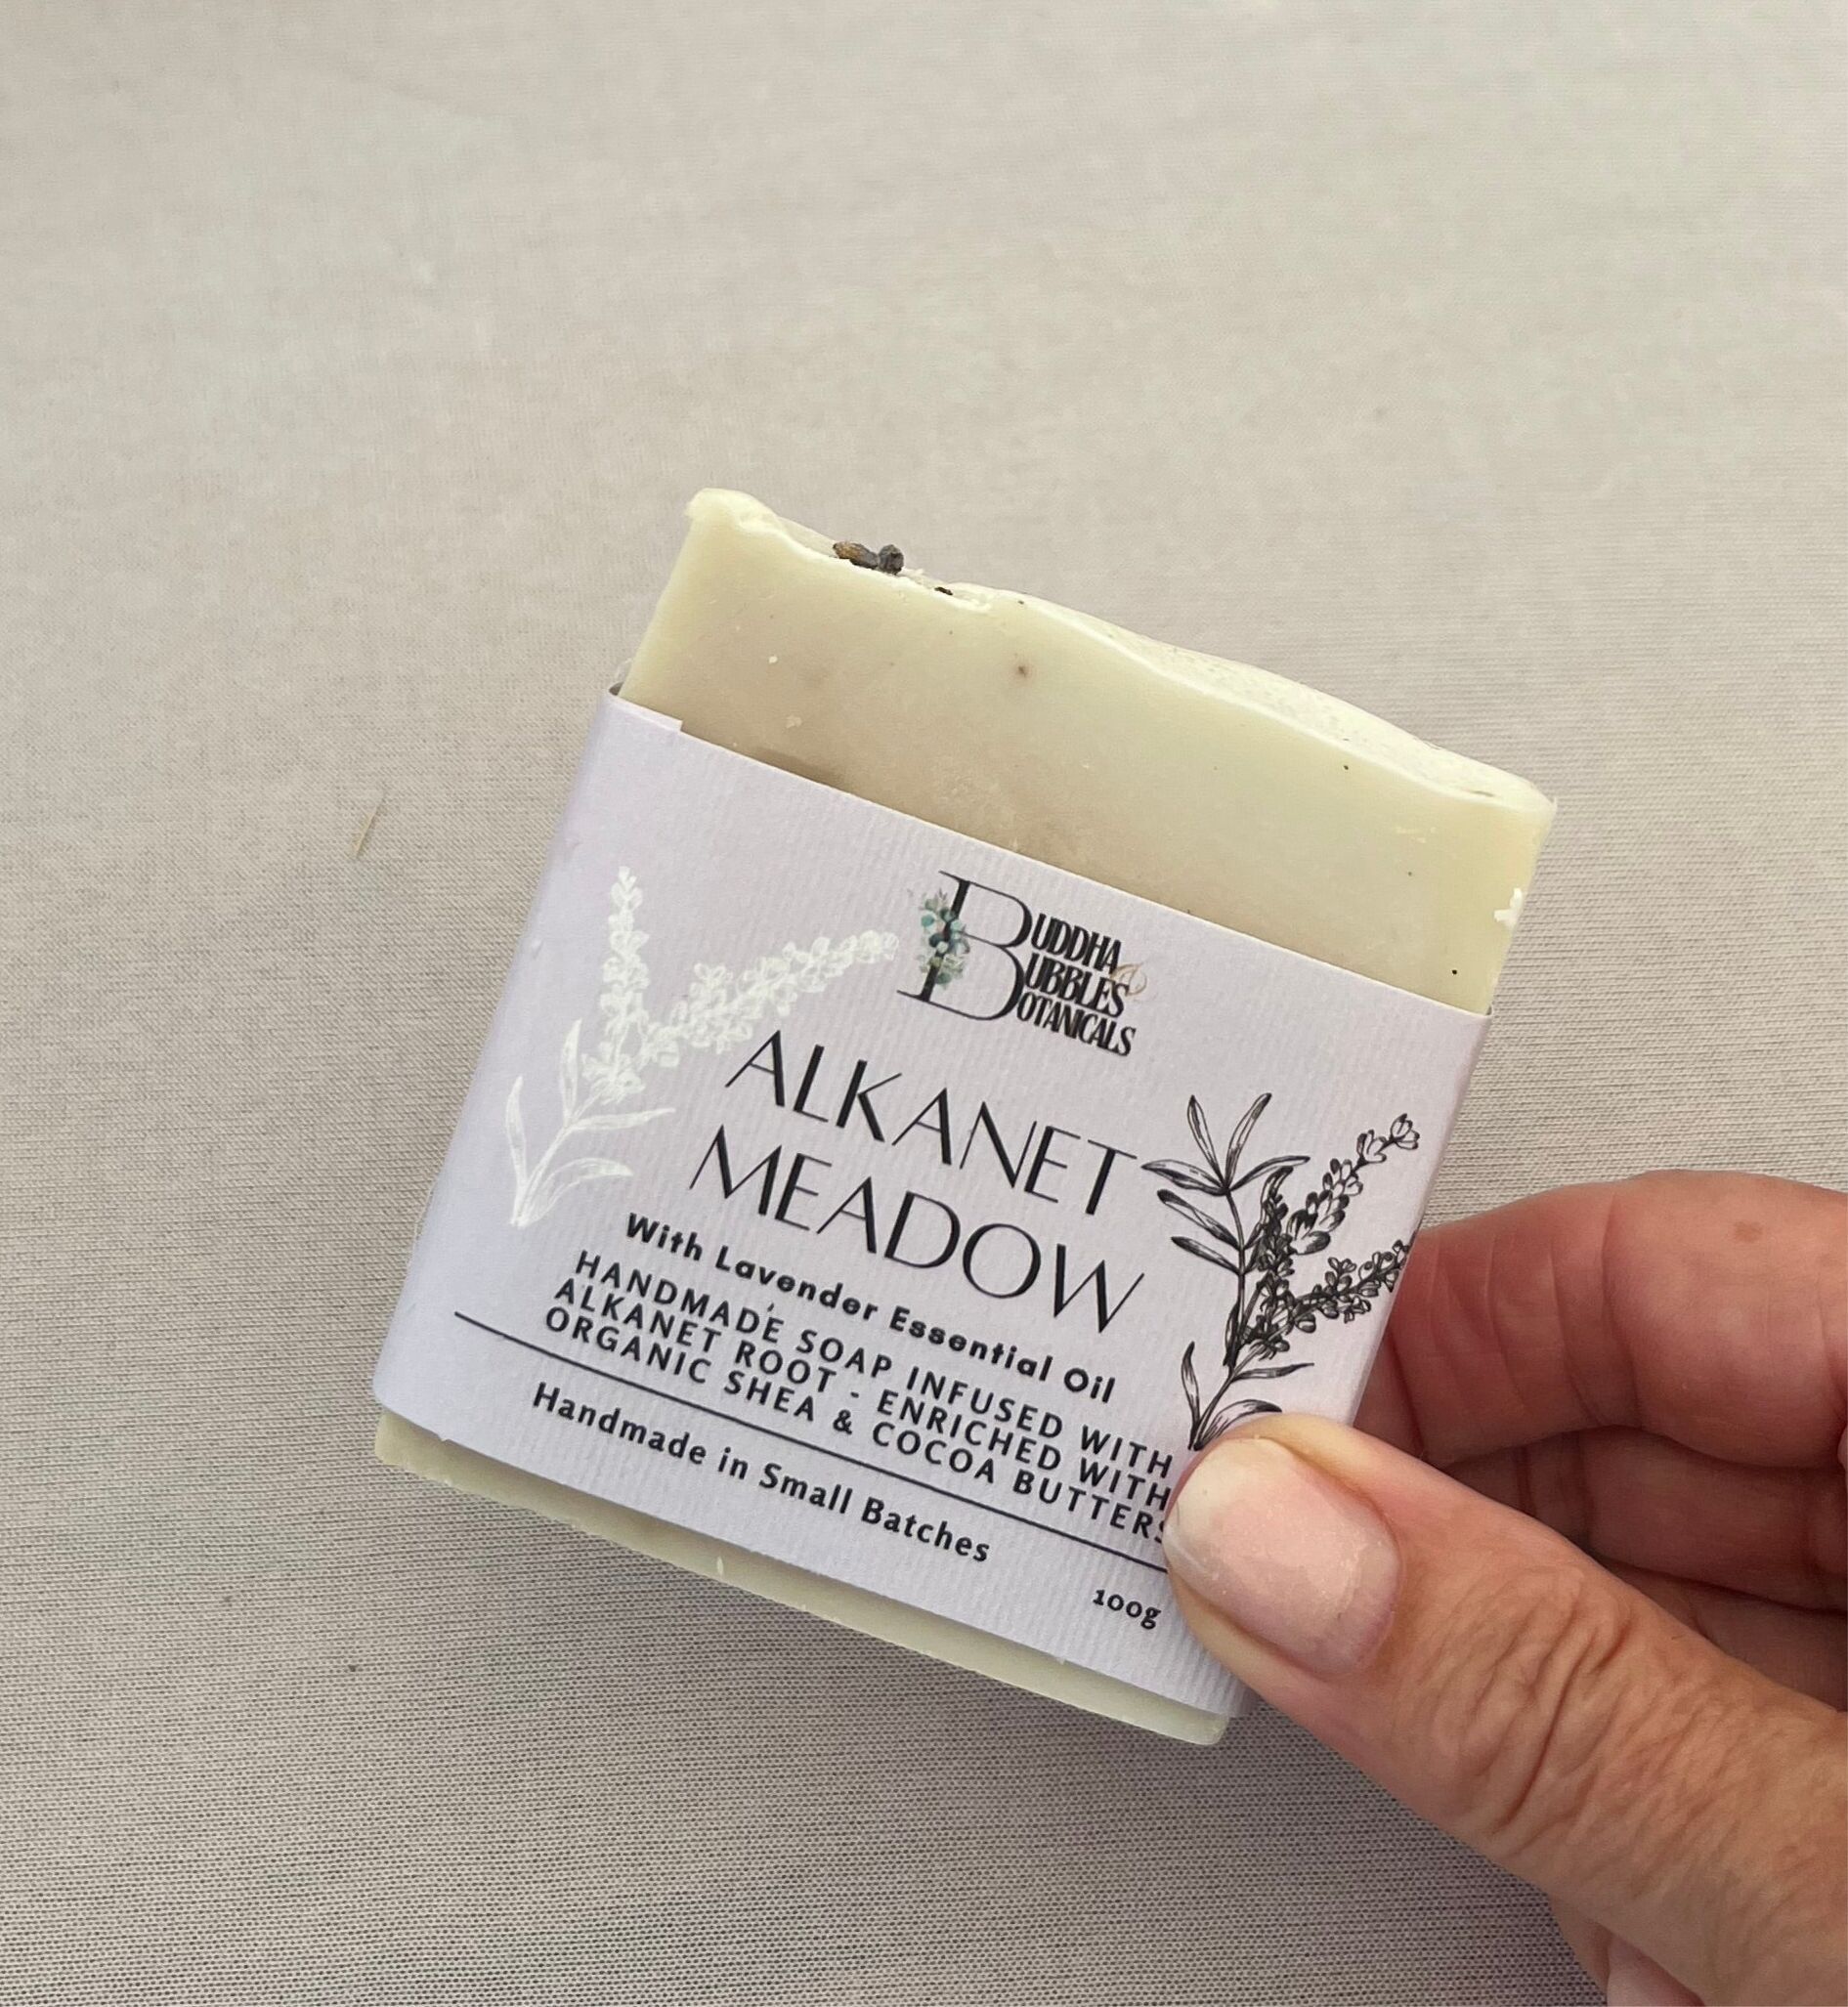 BUDDHA
BUBBLES
BOTANICALS
ALKANET
MEADOW
With Lavender Essential Oil
HANDMADE SOAP INFUSED WITH
ALKANET ROOT - ENRICHED WITH
ORGANIC SHEA & COCOA BUTTERS
Handmade in Small Batches
100g